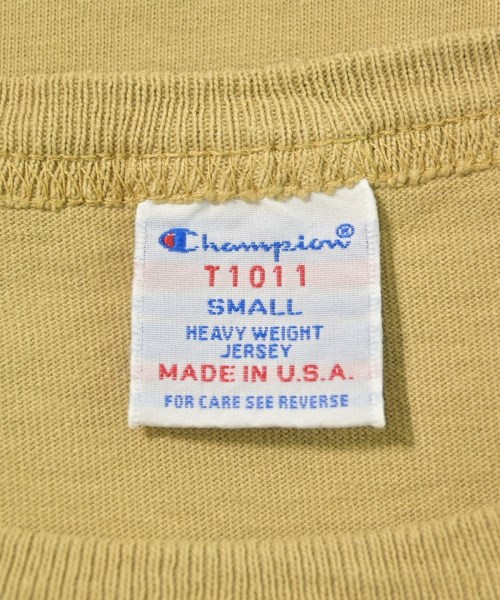 Champion®
T1011
SMALL
HEAVY WEIGHT
JERSEY
MADE IN U.S.A.
FOR CARE SEE REVERSE